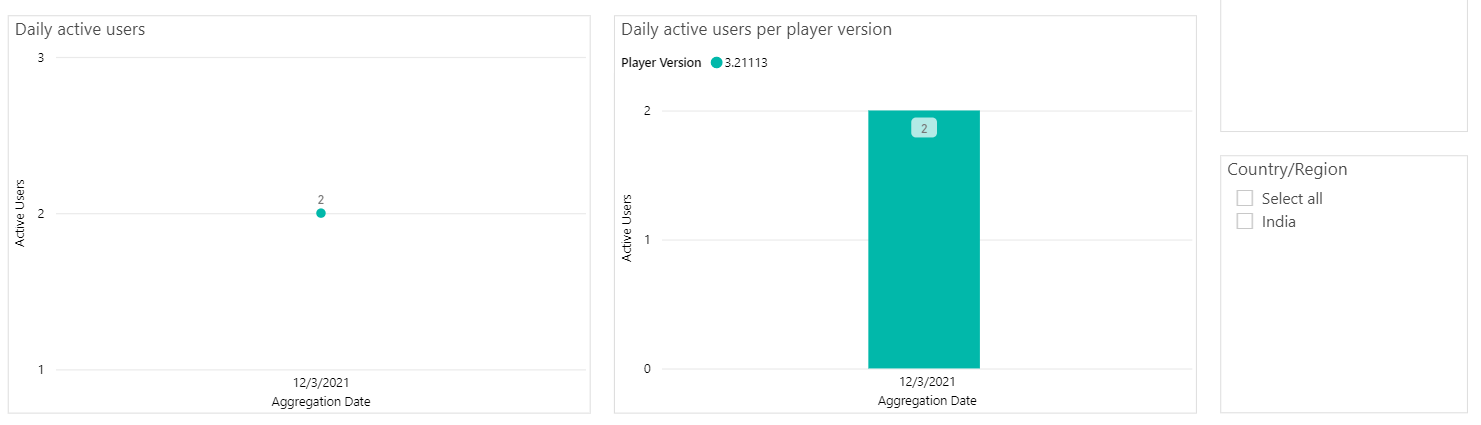 Daily active users
3
2
2
1
Active Users
12/3/2021
Aggregation Date
Daily active users per player version
Player Version 3.21113
2
2
1
0
Active Users
12/3/2021
Aggregation Date
Country/Region
Select all
India